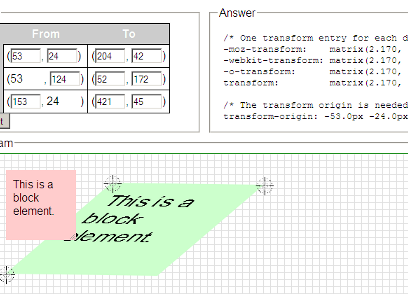 Answer
From To
(53, 24) (204, 42)
(53, 124) (52, 172)
(153, 24) (421, 45)
/* One transform entry for each d
-moz-transform: matrix(2.170,
-webkit-transform: matrix(2.170,
-o-transform: matrix(2.170,
transform: matrix(2.170,
/* The transform origin is needed
transform-origin: -53.0px -24.0px
This is a
block
element.
This is a
block
element